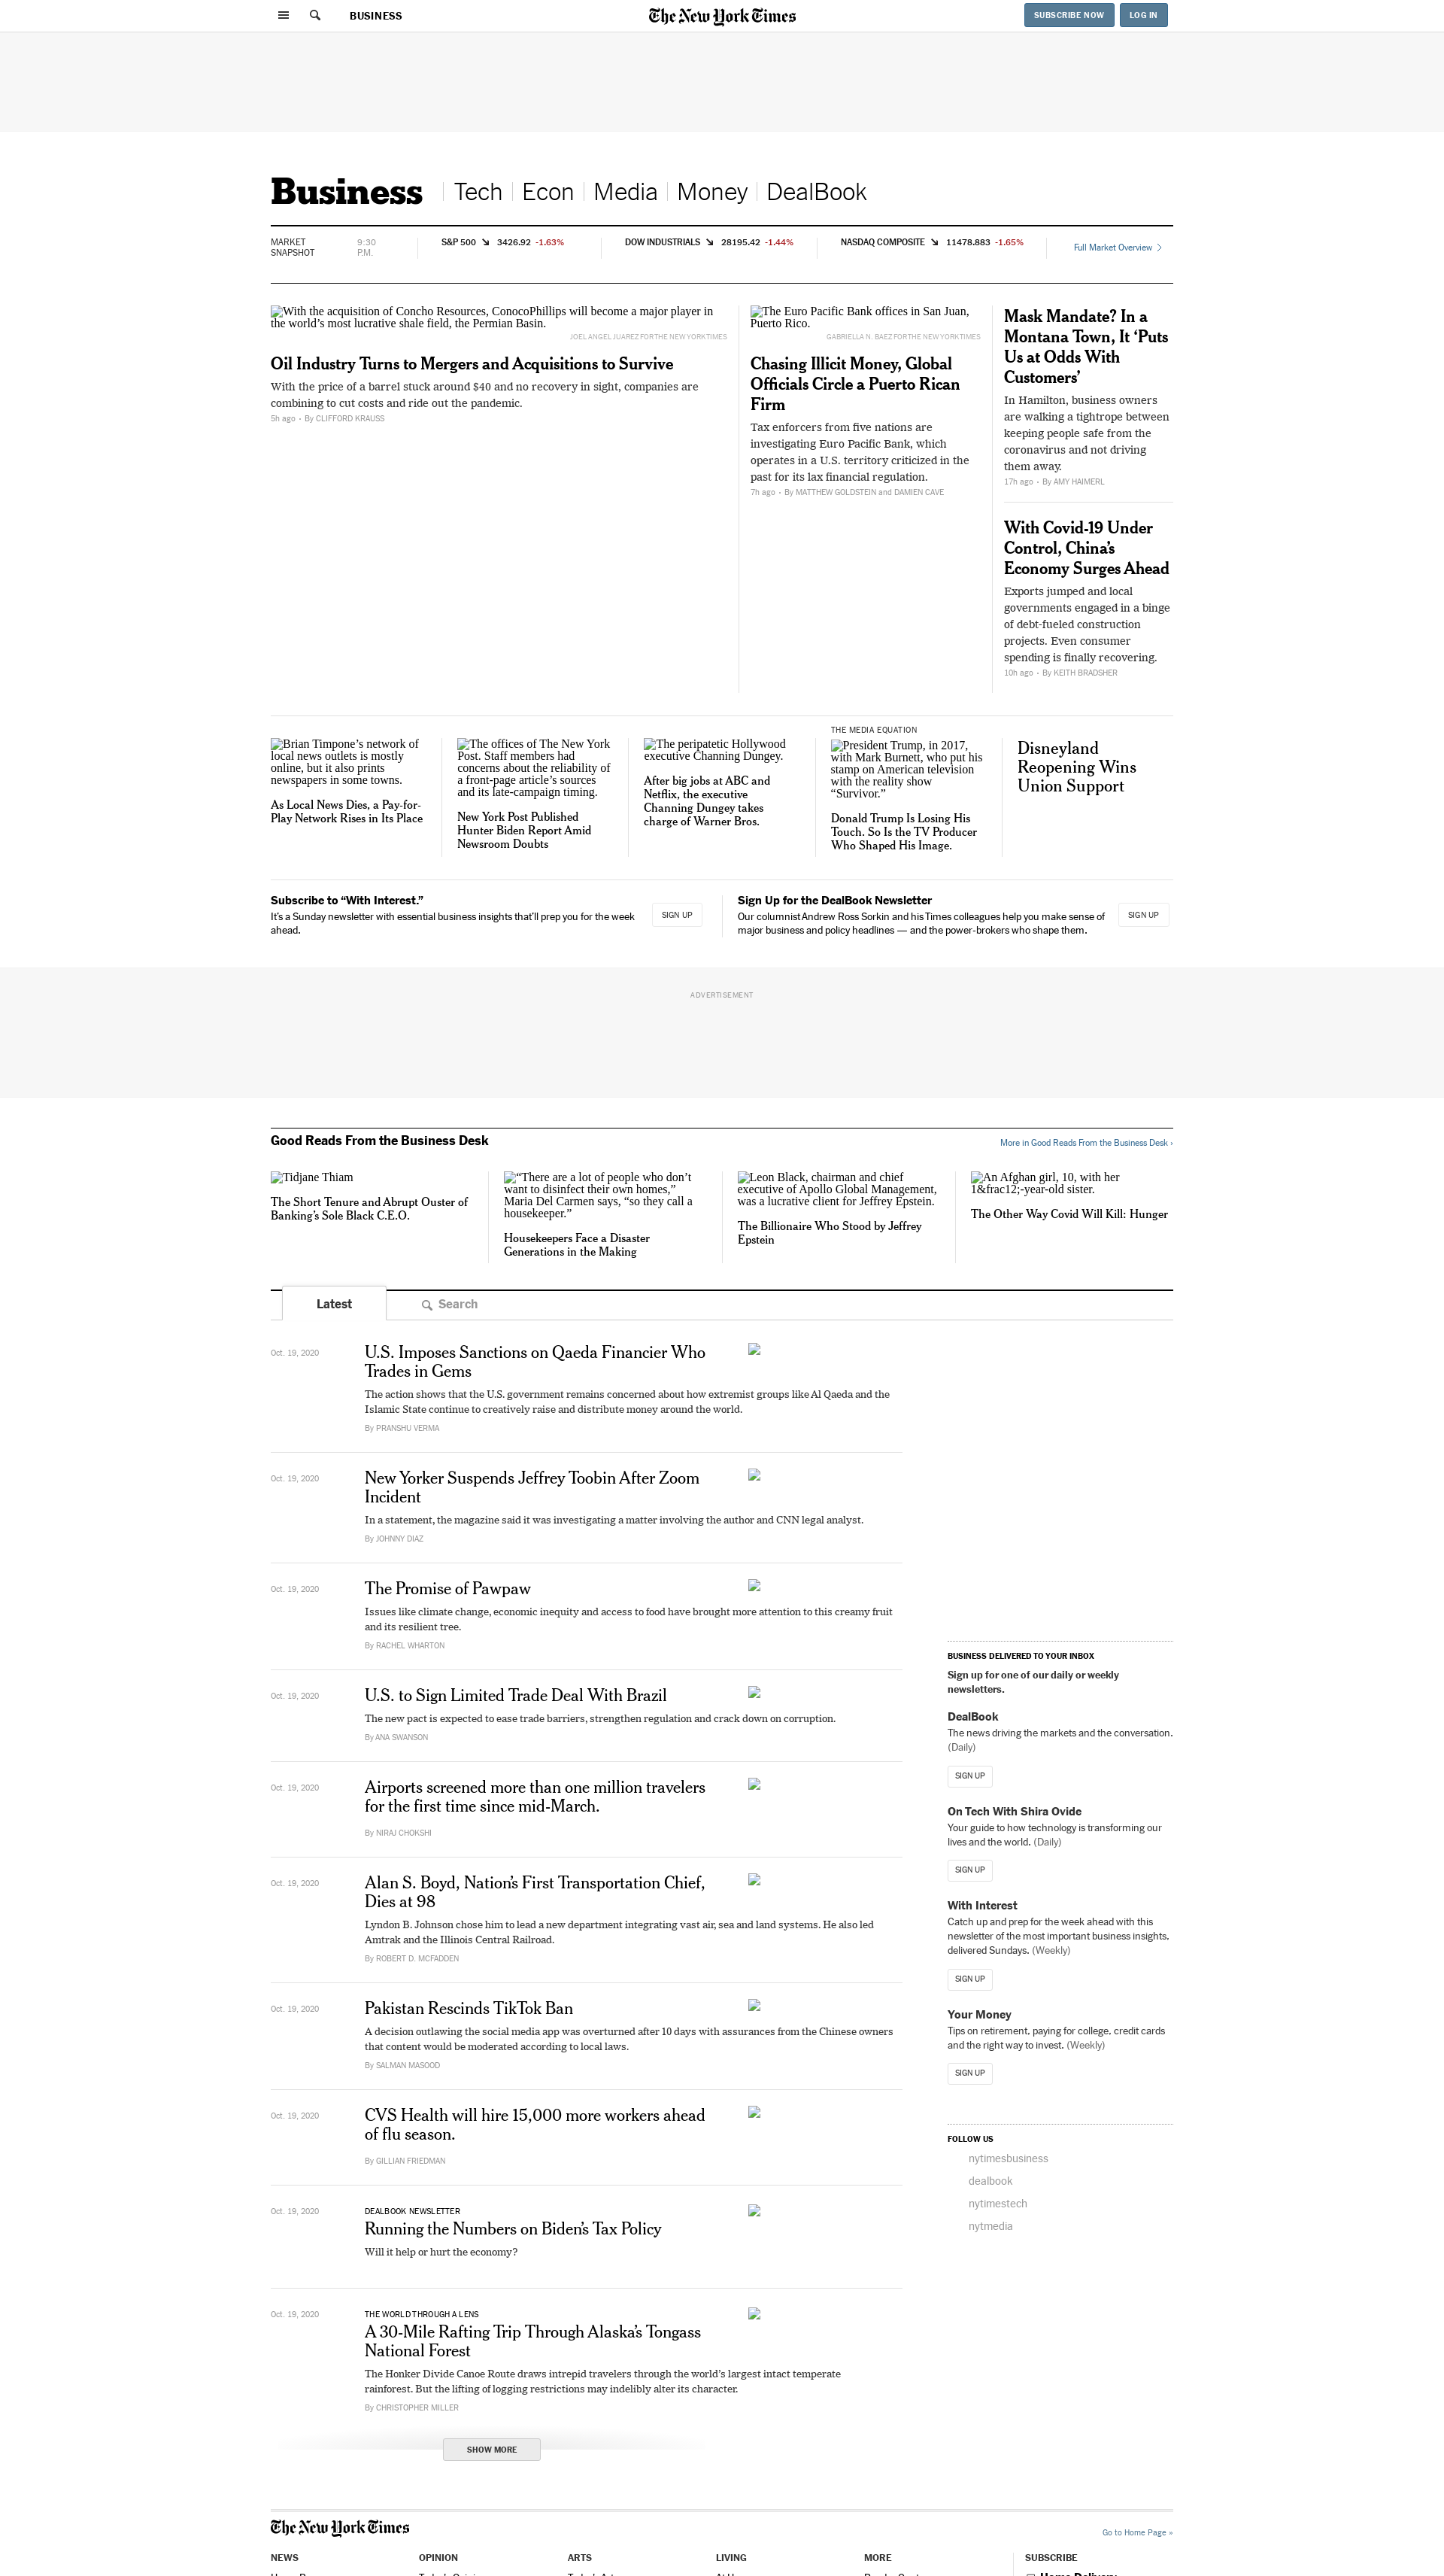 BUSINESS
The New York Times
SUBSCRIBE NOW
LOG IN
Business
Tech
Econ
Media
Money
DealBook
MARKET
SNAPSHOT
9:30
P.M.
S&P 500 3426.92 -1.63%
DOW INDUSTRIALS 28195.42 -1.44%
NASDAQ COMPOSITE 11478.883 -1.65%
Full Market Overview
With the acquisition of Concho Resources, ConocoPhillips will become a major player in
the world’s most lucrative shale field, the Permian Basin.
JOEL ANGEL JUAREZ FOR THE NEW YORK TIMES
Oil Industry Turns to Mergers and Acquisitions to Survive
With the price of a barrel stuck around $40 and no recovery in sight, companies are
combining to cut costs and ride out the pandemic.
5h ago • By CLIFFORD KRAUSS
The Euro Pacific Bank offices in San Juan,
Puerto Rico.
GABRIELLA N. BAEZ FOR THE NEW YORK TIMES
Chasing Illicit Money, Global
Officials Circle a Puerto Rican
Firm
Tax enforcers from five nations are
investigating Euro Pacific Bank, which
operates in a U.S. territory criticized in the
past for its lax financial regulation.
7h ago • By MATTHEW GOLDSTEIN and DAMIEN CAVE
Mask Mandate? In a
Montana Town, It ‘Puts
Us at Odds With
Customers’
In Hamilton, business owners
are walking a tightrope between
keeping people safe from the
coronavirus and not driving
them away.
17h ago • By AMY HAIMERL
With Covid-19 Under
Control, China’s
Economy Surges Ahead
Exports jumped and local
governments engaged in a binge
of debt-fueled construction
projects. Even consumer
spending is finally recovering.
10h ago • By KEITH BRADSHER
Brian Timpone’s network of
local news outlets is mostly
online, but it also prints
newspapers in some towns.
As Local News Dies, a Pay-for-
Play Network Rises in Its Place
The offices of The New York
Post. Staff members had
concerns about the reliability of
a front-page article’s sources
and its late-campaign timing.
New York Post Published
Hunter Biden Report Amid
Newsroom Doubts
The peripatetic Hollywood
executive Channing Dungey.
After big jobs at ABC and
Netflix, the executive
Channing Dungey takes
charge of Warner Bros.
THE MEDIA EQUATION
President Trump, in 2017,
with Mark Burnett, who put his
stamp on American television
with the reality show
“Survivor.”
Donald Trump Is Losing His
Touch. So Is the TV Producer
Who Shaped His Image.
Disneyland
Reopening Wins
Union Support
Subscribe to “With Interest.”
It’s a Sunday newsletter with essential business insights that’ll prep you for the week
ahead.
SIGN UP
Sign Up for the DealBook Newsletter
Our columnist Andrew Ross Sorkin and his Times colleagues help you make sense of
major business and policy headlines — and the power-brokers who shape them.
SIGN UP
ADVERTISEMENT
Good Reads From the Business Desk
More in Good Reads From the Business Desk ›
Tidjane Thiam
The Short Tenure and Abrupt Ouster of
Banking’s Sole Black C.E.O.
“There are a lot of people who don’t
want to disinfect their own homes,”
Maria Del Carmen says, “so they call a
housekeeper.”
Housekeepers Face a Disaster
Generations in the Making
Leon Black, chairman and chief
executive of Apollo Global Management,
was a lucrative client for Jeffrey Epstein.
The Billionaire Who Stood by Jeffrey
Epstein
An Afghan girl, 10, with her
1&frac12;-year-old sister.
The Other Way Covid Will Kill: Hunger
Latest
Search
Oct. 19, 2020
U.S. Imposes Sanctions on Qaeda Financier Who
Trades in Gems
The action shows that the U.S. government remains concerned about how extremist groups like Al Qaeda and the
Islamic State continue to creatively raise and distribute money around the world.
By PRANSHU VERMA
Oct. 19, 2020
New Yorker Suspends Jeffrey Toobin After Zoom
Incident
In a statement, the magazine said it was investigating a matter involving the author and CNN legal analyst.
By JOHNNY DIAZ
Oct. 19, 2020
The Promise of Pawpaw
Issues like climate change, economic inequity and access to food have brought more attention to this creamy fruit
and its resilient tree.
By RACHEL WHARTON
Oct. 19, 2020
U.S. to Sign Limited Trade Deal With Brazil
The new pact is expected to ease trade barriers, strengthen regulation and crack down on corruption.
By ANA SWANSON
Oct. 19, 2020
Airports screened more than one million travelers
for the first time since mid-March.
By NIRAJ CHOKSHI
Oct. 19, 2020
Alan S. Boyd, Nation’s First Transportation Chief,
Dies at 98
Lyndon B. Johnson chose him to lead a new department integrating vast air, sea and land systems. He also led
Amtrak and the Illinois Central Railroad.
By ROBERT D. MCFADDEN
Oct. 19, 2020
Pakistan Rescinds TikTok Ban
A decision outlawing the social media app was overturned after 10 days with assurances from the Chinese owners
that content would be moderated according to local laws.
By SALMAN MASOOD
Oct. 19, 2020
CVS Health will hire 15,000 more workers ahead
of flu season.
By GILLIAN FRIEDMAN
Oct. 19, 2020
DEALBOOK NEWSLETTER
Running the Numbers on Biden’s Tax Policy
Will it help or hurt the economy?
Oct. 19, 2020
THE WORLD THROUGH A LENS
A 30-Mile Rafting Trip Through Alaska’s Tongass
National Forest
The Honker Divide Canoe Route draws intrepid travelers through the world’s largest intact temperate
rainforest. But the lifting of logging restrictions may indelibly alter its character.
By CHRISTOPHER MILLER
SHOW MORE
BUSINESS DELIVERED TO YOUR INBOX
Sign up for one of our daily or weekly
newsletters.
DealBook
The news driving the markets and the conversation.
(Daily)
SIGN UP
On Tech With Shira Ovide
Your guide to how technology is transforming our
lives and the world. (Daily)
SIGN UP
With Interest
Catch up and prep for the week ahead with this
newsletter of the most important business insights,
delivered Sundays. (Weekly)
SIGN UP
Your Money
Tips on retirement, paying for college, credit cards
and the right way to invest. (Weekly)
SIGN UP
FOLLOW US
nytimesbusiness
dealbook
nytimestech
nytmedia
The New York Times
Go to Home Page »
NEWS
OPINION
ARTS
LIVING
MORE
SUBSCRIBE